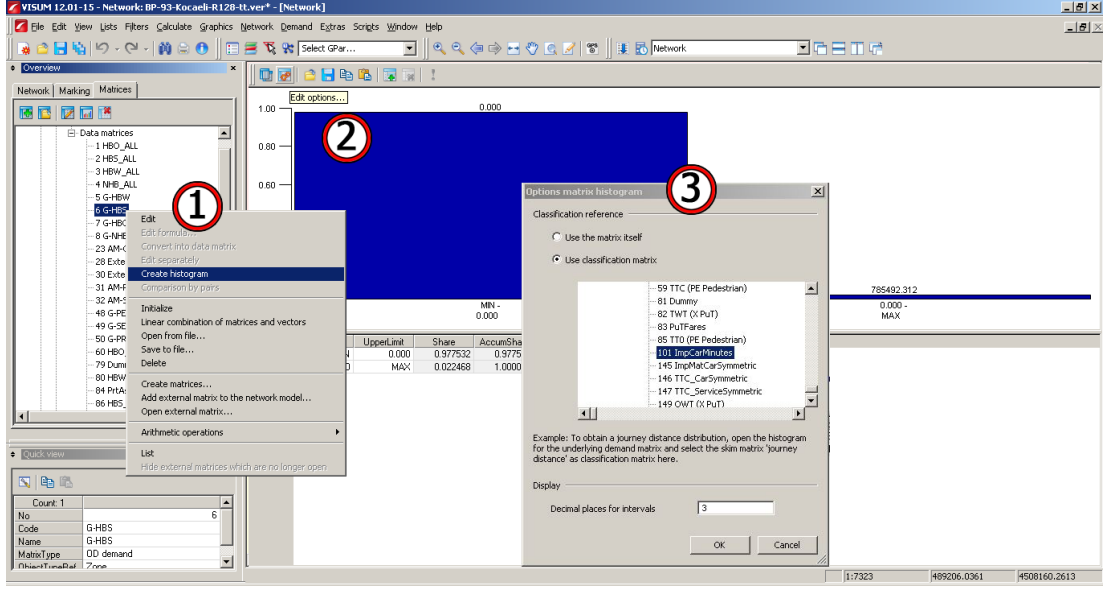 VISUM 12.01-15 - Network: BP-93-Kocaeli-R128-tt.ver* - [Network]
File Edit View Lists Filters Calculate Graphics Network Demand Extras Scripts Window Help
Select GPar... Network
Overview
Network Marking Matrices
Edit options...
Data matrices
1 HBO_ALL
2 HBS_ALL
3 HBW_ALL
4 NHB_ALL
5 G-HBW
6 G-HBS
7 G-HBO
8 G-NHB
23 AM-
28 Exte
30 Exte
31 AM-F
32 AM-S
48 G-PE
49 G-SE
50 G-PR
60 HBO_
79 Dum
80 HBW
84 PrtA
86 HBS_
1
Edit
Edit formula...
Convert into data matrix
Edit separately
Create histogram
Comparison by pairs
Initialize
Linear combination of matrices and vectors
Open from file...
Save to file...
Delete
Create matrices...
Add external matrix to the network model...
Open external matrix...
Arithmetic operations
List
Hide external matrices which are no longer open
Quick view
Count: 1
No 6
Code G-HBS
Name G-HBS
MatrixType OD demand
ObjectTypeRef Zone
2
1.00
0.80
0.60
0.000
MIN -
0.000
785492.312
0.000 -
MAX
UpperLimit Share AccumSha
0.000 0.977532 0.9775
MAX 0.022468 1.0000
3
Options matrix histogram
Classification reference
Use the matrix itself
Use classification matrix
59 TTC (PE Pedestrian)
81 Dummy
82 TWT (X PuT)
83 PuTFares
85 TT0 (PE Pedestrian)
101 ImpCarMinutes
145 ImpMatCarSymmetric
146 TTC_CarSymmetric
147 TTC_ServiceSymmetric
149 OWT (X PuT)
Example: To obtain a journey distance distribution, open the histogram
for the underlying demand matrix and select the skim matrix 'journey
distance' as classification matrix here.
Display
Decimal places for intervals 3
OK Cancel
1:7323 489206.0361 4508160.2613